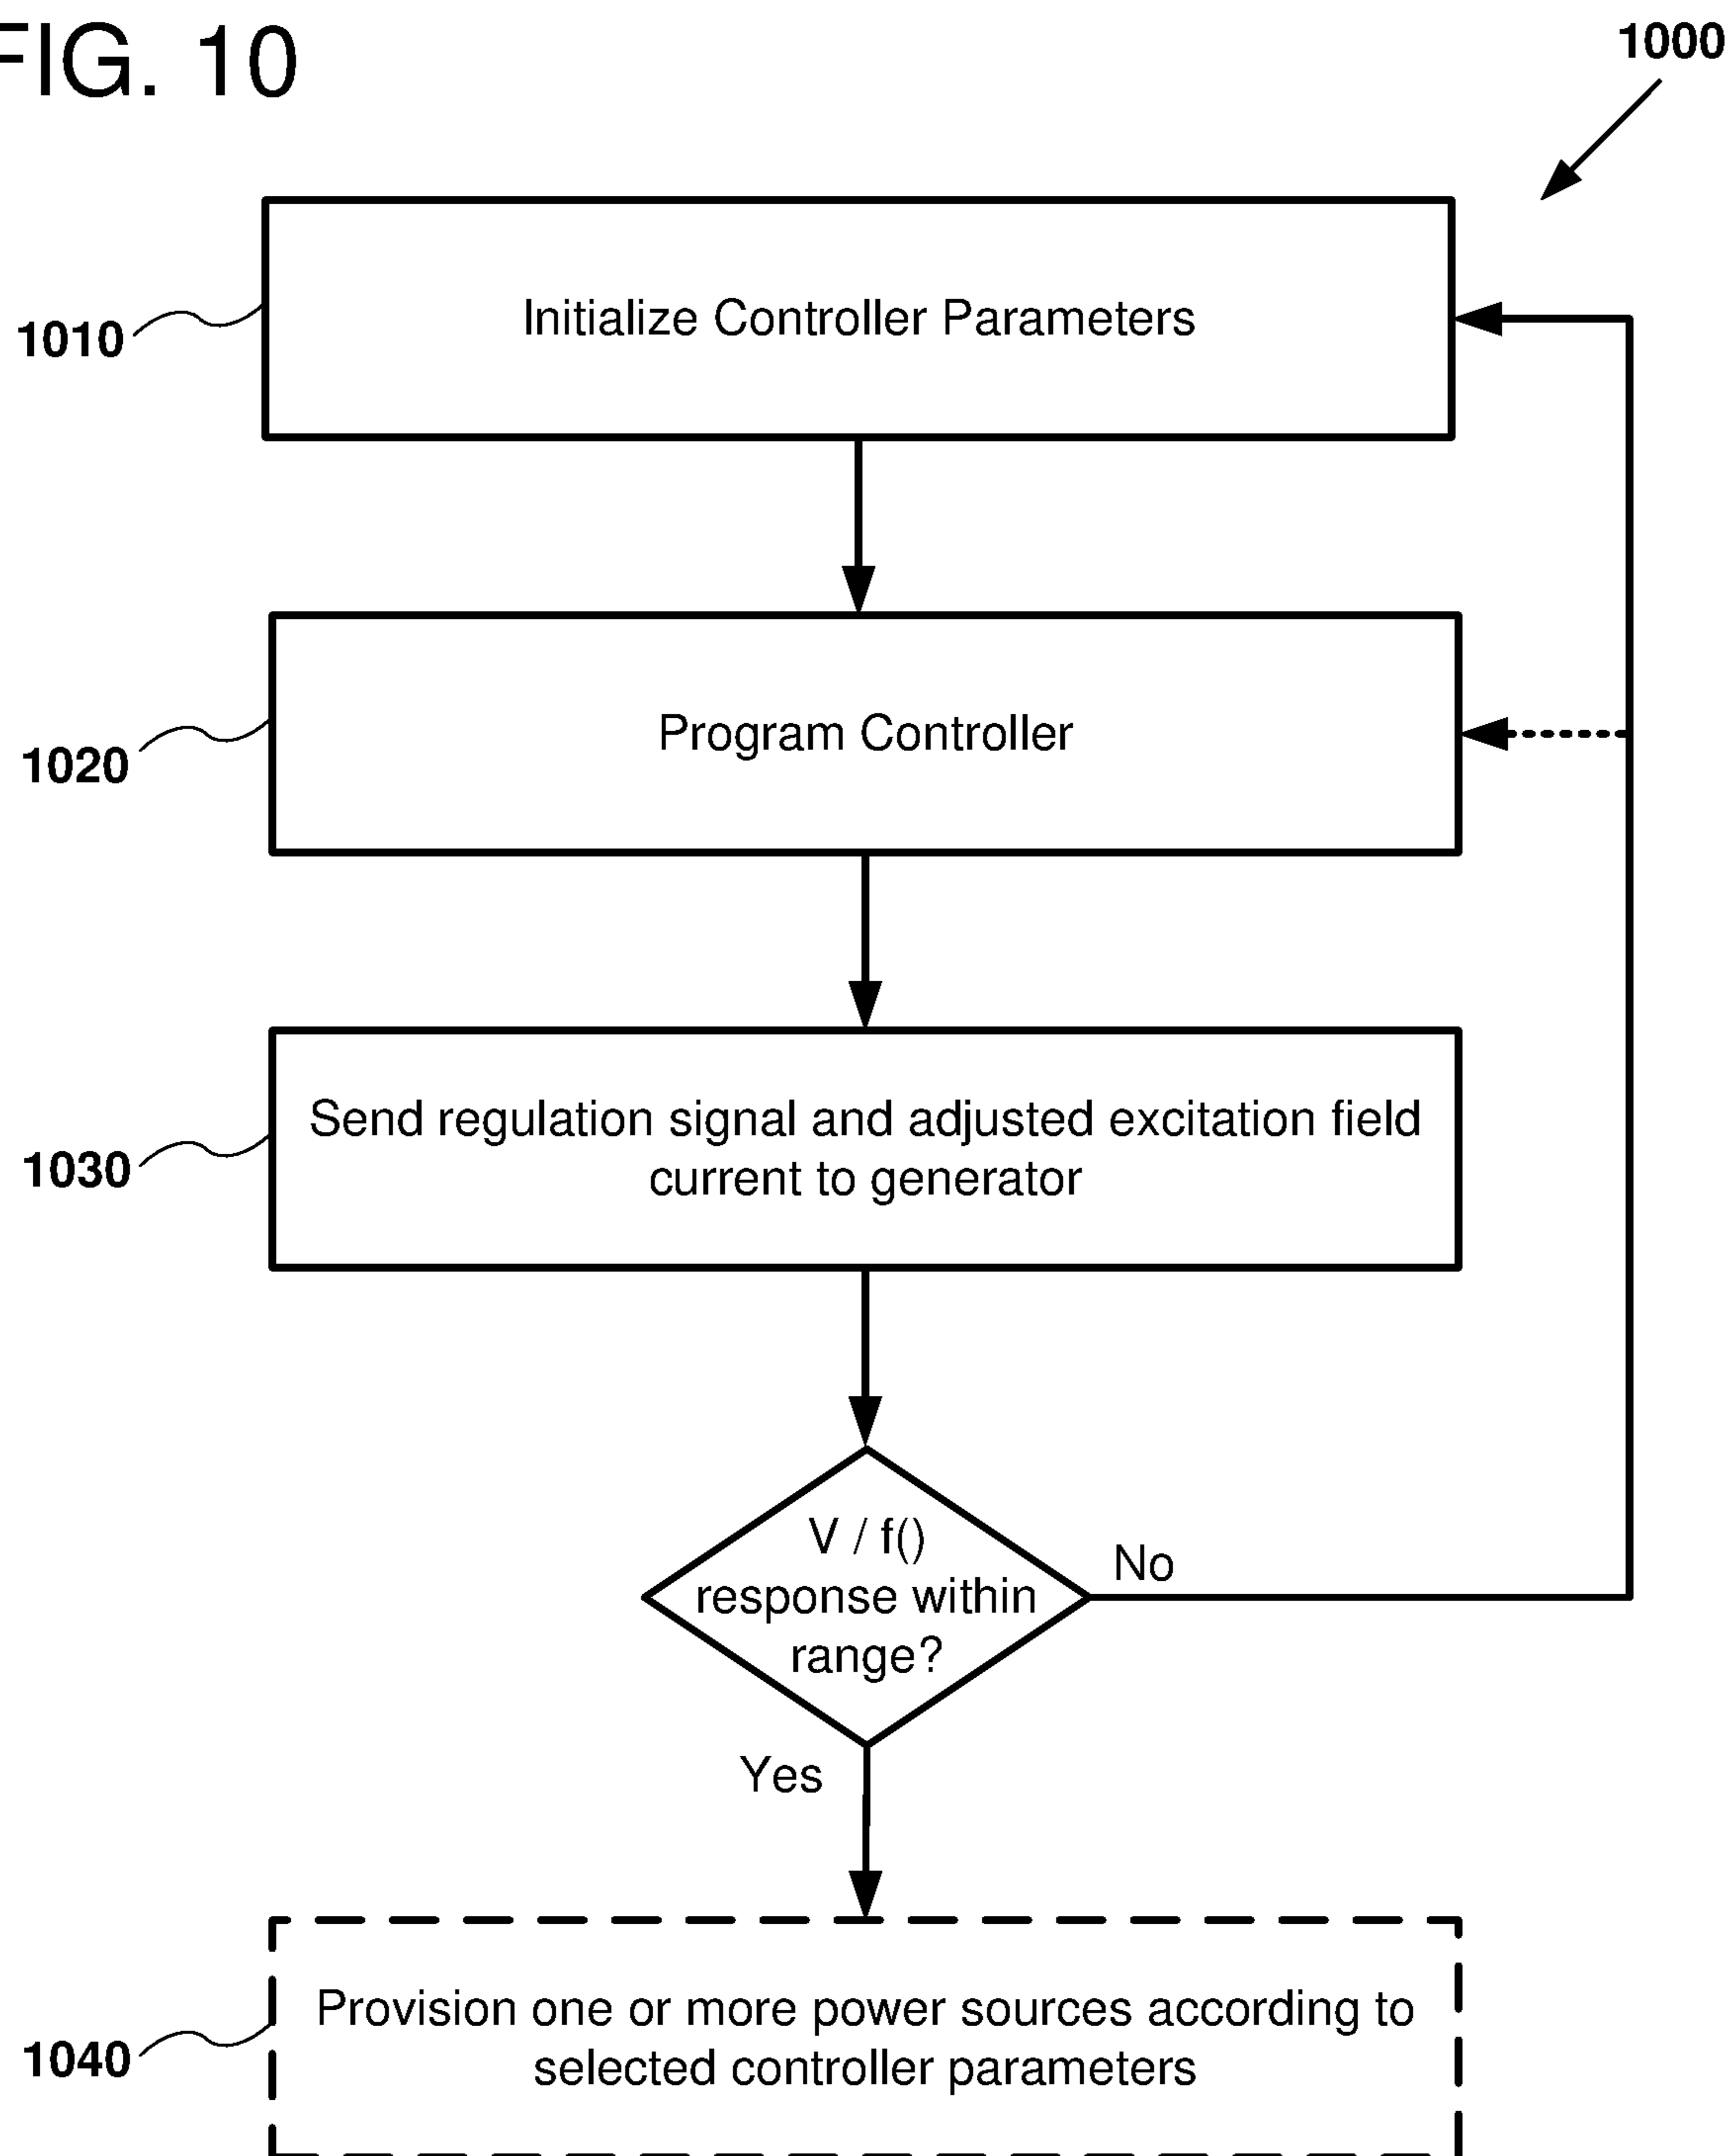 FIG. 10
1000
Initialize Controller Parameters
1010
Program Controller
1020
Send regulation signal and adjusted excitation field
current to generator
1030
V / f()
response within
range?
No
Yes
Provision one or more power sources according to
selected controller parameters
1040